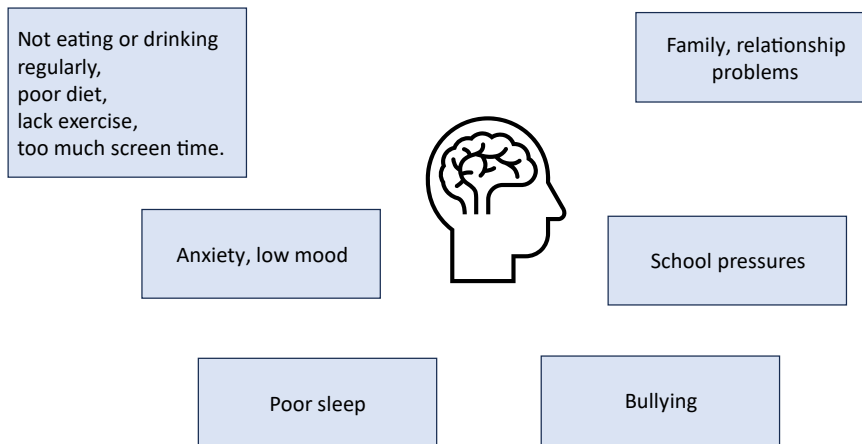 Not eating or drinking
regularly,
poor diet,
lack exercise,
too much screen time.
Family, relationship
problems
Anxiety, low mood
School pressures
Poor sleep
Bullying